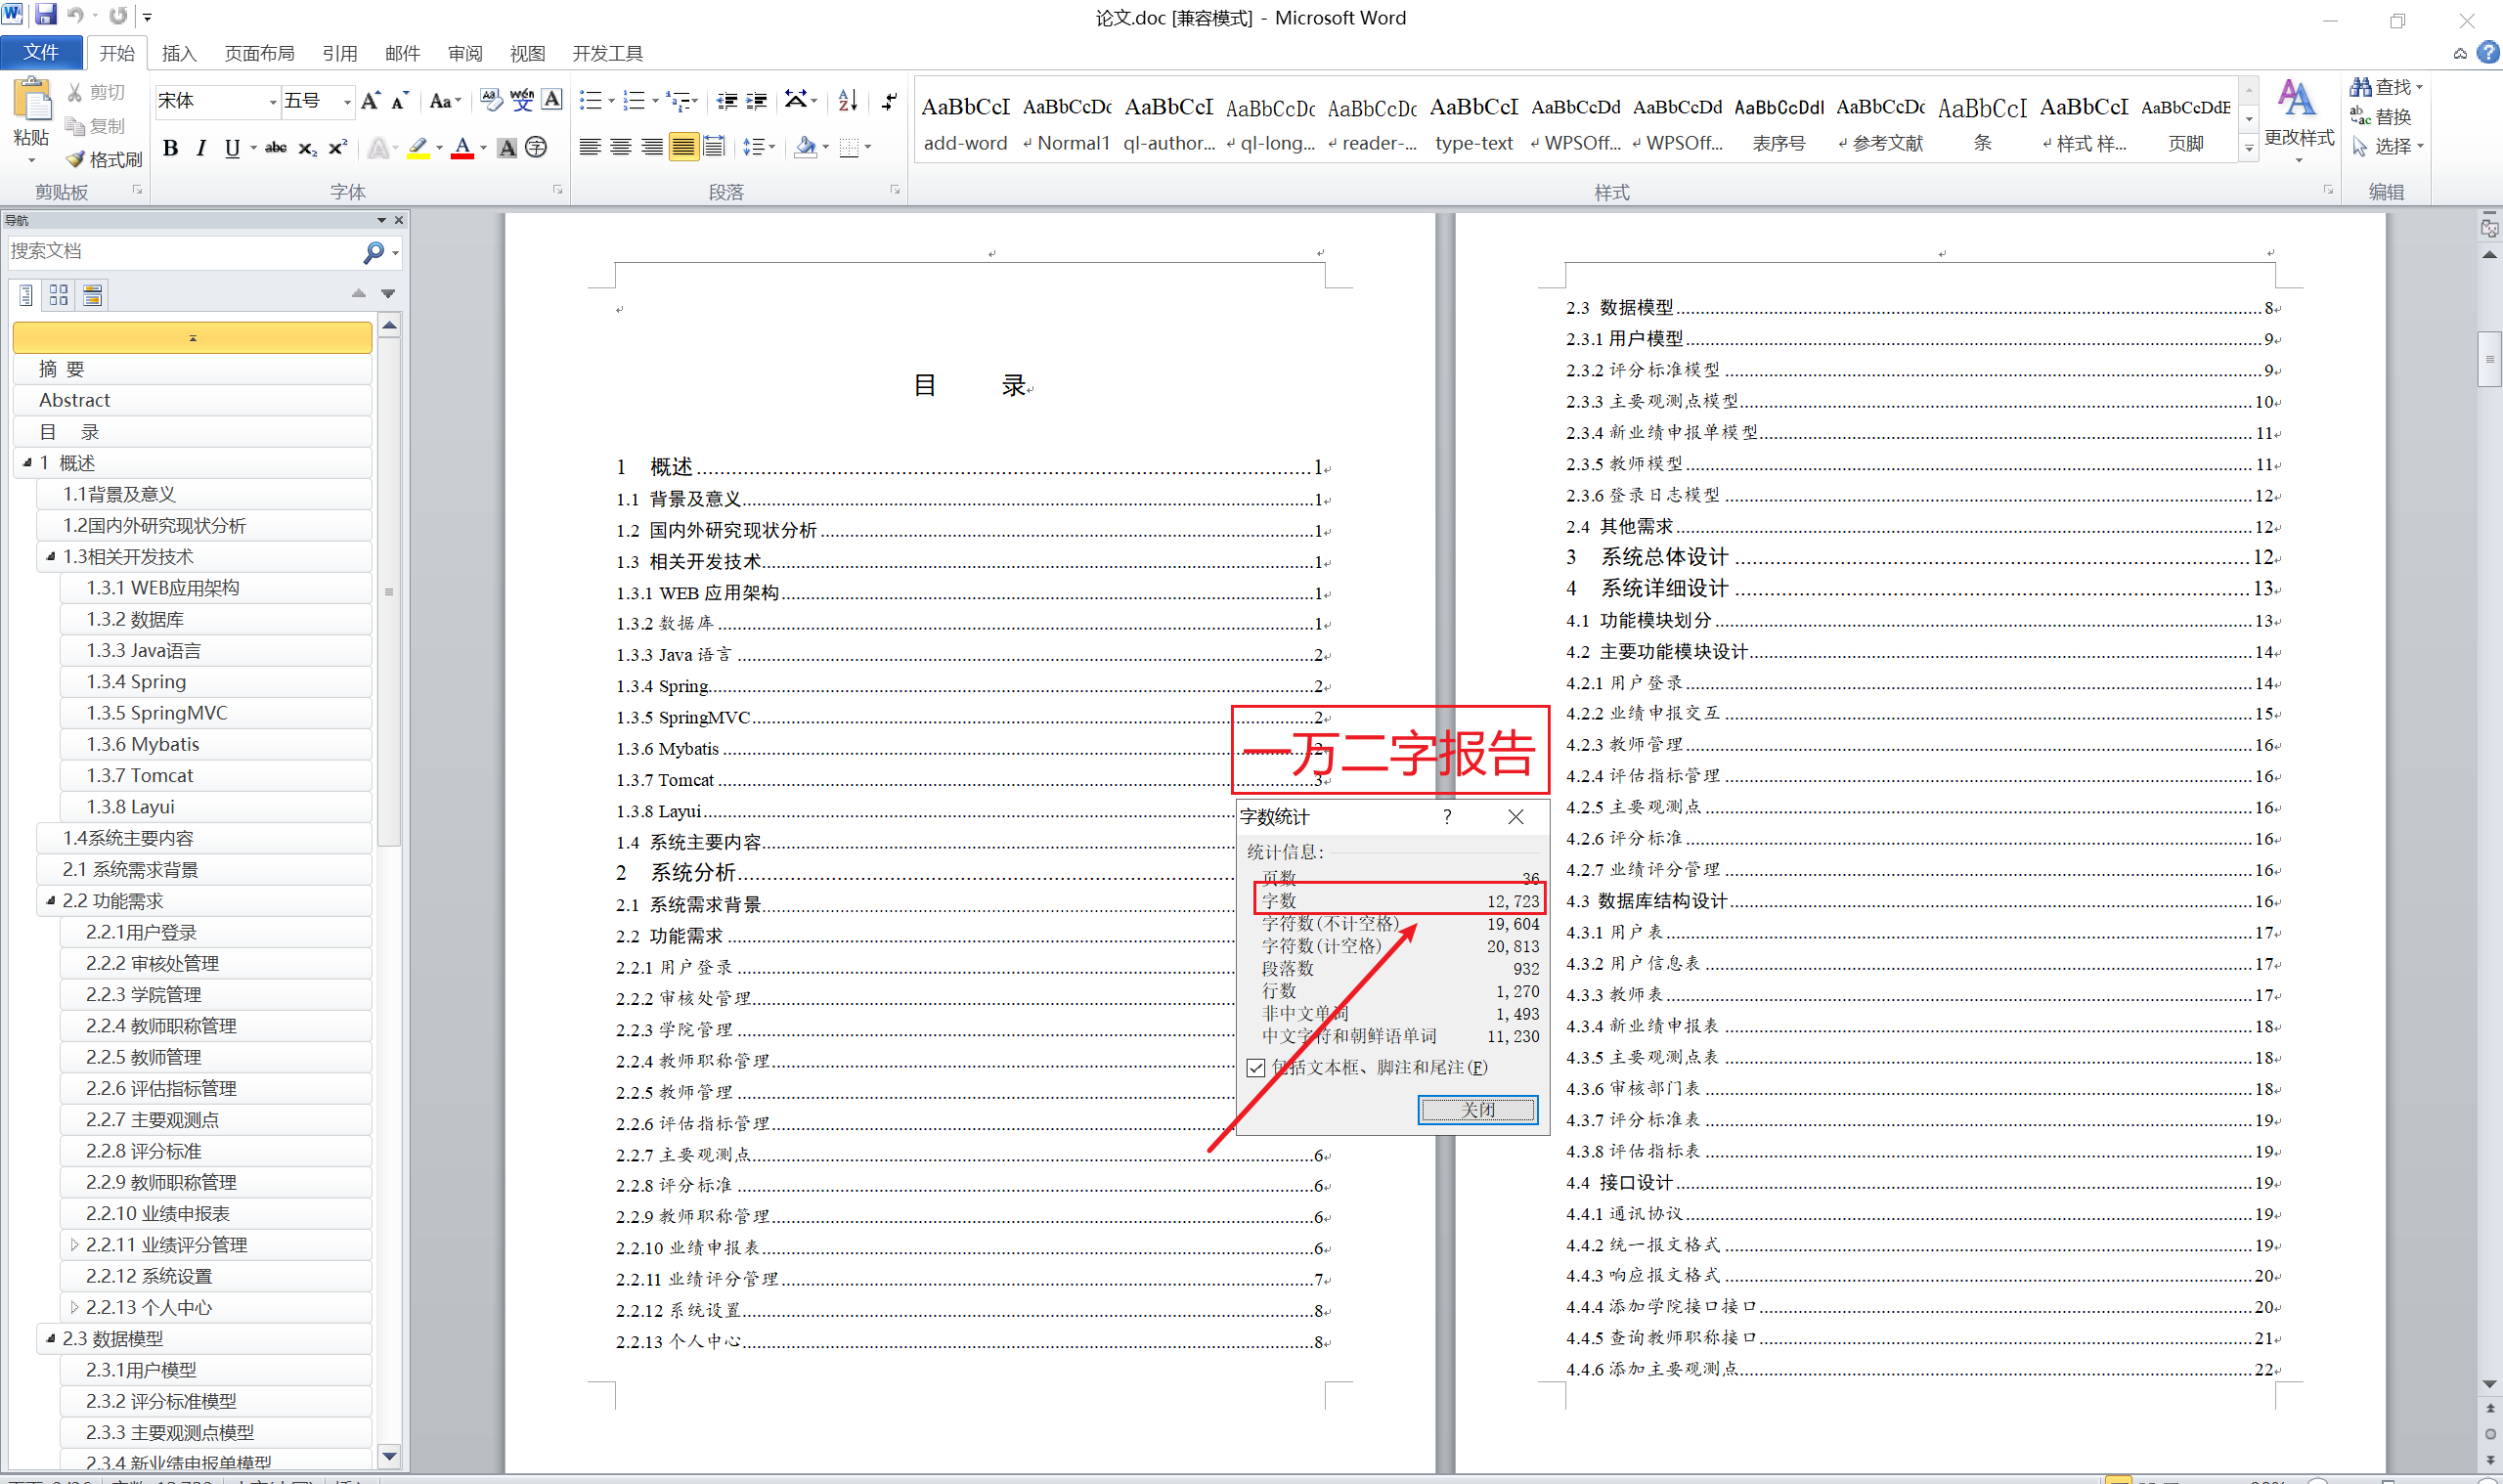 论文.doc [兼容模式] - Microsoft Word
文件 开始 插入 页面布局 引用 邮件 审阅 视图 开发工具
粘贴 剪切 复制 格式刷
剪贴板
宋体 五号
字体
段落
AaBbCcI AaBbCcDc AaBbCcI AaBbCcDc AaBbCcDc AaBbCcI AaBbCcDd AaBbCcDd AaBbCcDdI AaBbCcDc AaBbCcI AaBbCcI AaBbCcDdE
add-word Normal1 ql-author... ql-long... reader-... type-text WPSOff... WPSOff... 表序号 参考文献 条 样式 样... 页脚
样式
更改样式
查找
替换
选择
编辑
导航
搜索文档
摘 要
Abstract
目 录
1 概述
1.1背景及意义
1.2国内外研究现状分析
1.3相关开发技术
1.3.1 WEB应用架构
1.3.2 数据库
1.3.3 Java语言
1.3.4 Spring
1.3.5 SpringMVC
1.3.6 Mybatis
1.3.7 Tomcat
1.3.8 Layui
1.4系统主要内容
2.1 系统需求背景
2.2 功能需求
2.2.1用户登录
2.2.2 审核处管理
2.2.3 学院管理
2.2.4 教师职称管理
2.2.5 教师管理
2.2.6 评估指标管理
2.2.7 主要观测点
2.2.8 评分标准
2.2.9 教师职称管理
2.2.10 业绩申报表
2.2.11 业绩评分管理
2.2.12 系统设置
2.2.13 个人中心
2.3 数据模型
2.3.1用户模型
2.3.2 评分标准模型
2.3.3 主要观测点模型
2.3.4 新业绩申报单模型
目 录
1 概述 1
1.1 背景及意义 1
1.2 国内外研究现状分析 1
1.3 相关开发技术 1
1.3.1 WEB 应用架构 1
1.3.2 数据库 1
1.3.3 Java 语言 2
1.3.4 Spring 2
1.3.5 SpringMVC 2
1.3.6 Mybatis 2
1.3.7 Tomcat 3
1.3.8 Layui
1.4 系统主要内容
2 系统分析
2.1 系统需求背景
2.2 功能需求
2.2.1 用户登录
2.2.2 审核处管理
2.2.3 学院管理
2.2.4 教师职称管理
2.2.5 教师管理
2.2.6 评估指标管理
2.2.7 主要观测点 6
2.2.8 评分标准 6
2.2.9 教师职称管理 6
2.2.10 业绩申报表 6
2.2.11 业绩评分管理 7
2.2.12 系统设置 8
2.2.13 个人中心 8
一万二字报告
字数统计 ?
统计信息:
页数 36
字数 12,723
字符数(不计空格) 19,604
字符数(计空格) 20,813
段落数 932
行数 1,270
非中文单词 1,493
中文字符和朝鲜语单词 11,230
包括文本框、脚注和尾注(F)
关闭
2.3 数据模型 8
2.3.1 用户模型 9
2.3.2 评分标准模型 9
2.3.3 主要观测点模型 10
2.3.4 新业绩申报单模型 11
2.3.5 教师模型 11
2.3.6 登录日志模型 12
2.4 其他需求 12
3 系统总体设计 12
4 系统详细设计 13
4.1 功能模块划分 13
4.2 主要功能模块设计 14
4.2.1 用户登录 14
4.2.2 业绩申报交互 15
4.2.3 教师管理 16
4.2.4 评估指标管理 16
4.2.5 主要观测点 16
4.2.6 评分标准 16
4.2.7 业绩评分管理 16
4.3 数据库结构设计 16
4.3.1 用户表 17
4.3.2 用户信息表 17
4.3.3 教师表 17
4.3.4 新业绩申报表 18
4.3.5 主要观测点表 18
4.3.6 审核部门表 18
4.3.7 评分标准表 19
4.3.8 评估指标表 19
4.4 接口设计 19
4.4.1 通讯协议 19
4.4.2 统一报文格式 19
4.4.3 响应报文格式 20
4.4.4 添加学院接口接口 20
4.4.5 查询教师职称接口 21
4.4.6 添加主要观测点 22